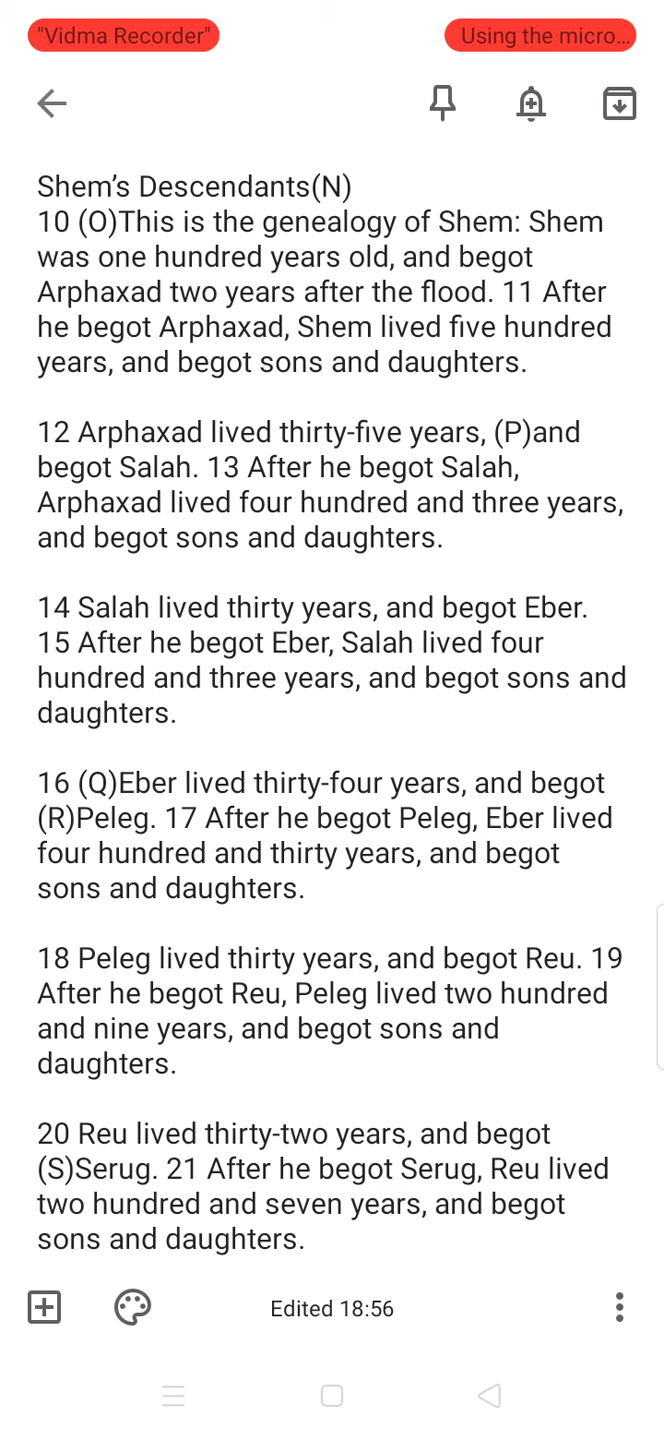 "Vidma Recorder"
Using the micro...
Shem's Descendants(N)
10 (O)This is the genealogy of Shem: Shem
was one hundred years old, and begot
Arphaxad two years after the flood. 11 After
he begot Arphaxad, Shem lived five hundred
years, and begot sons and daughters.
12 Arphaxad lived thirty-five years, (P)and
begot Salah. 13 After he begot Salah,
Arphaxad lived four hundred and three years,
and begot sons and daughters.
14 Salah lived thirty years, and begot Eber.
15 After he begot Eber, Salah lived four
hundred and three years, and begot sons and
daughters.
16 (Q)Eber lived thirty-four years, and begot
(R)Peleg. 17 After he begot Peleg, Eber lived
four hundred and thirty years, and begot
sons and daughters.
18 Peleg lived thirty years, and begot Reu. 19
After he begot Reu, Peleg lived two hundred
and nine years, and begot sons and
daughters.
20 Reu lived thirty-two years, and begot
(S)Serug. 21 After he begot Serug, Reu lived
two hundred and seven years, and begot
sons and daughters.
Edited 18:56